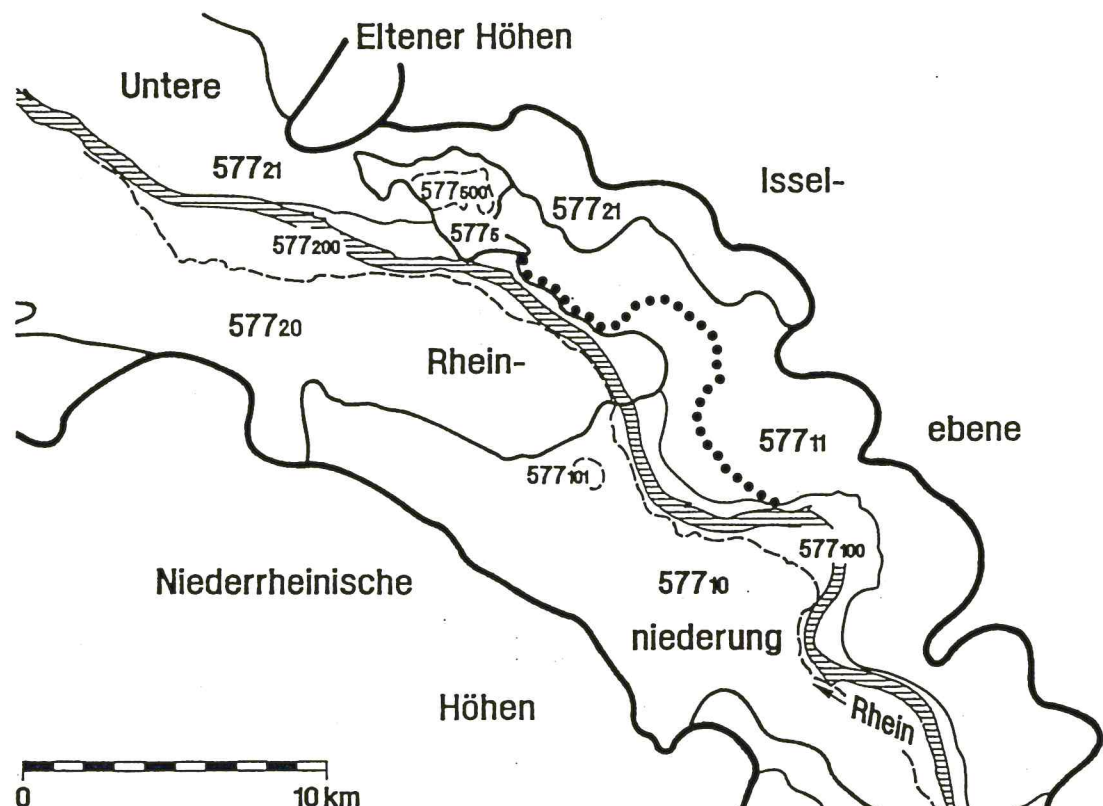 Eltener Höhen
Untere
577₂₁
Issel-
577₅₀₀
577₂₁
577₅
577₂₀₀
577₂₀
Rhein-
577₁₁
ebene
577₁₀₁
577₁₀₀
Niederrheinische
577₁₀
niederung
Höhen
Rhein
0 10 km